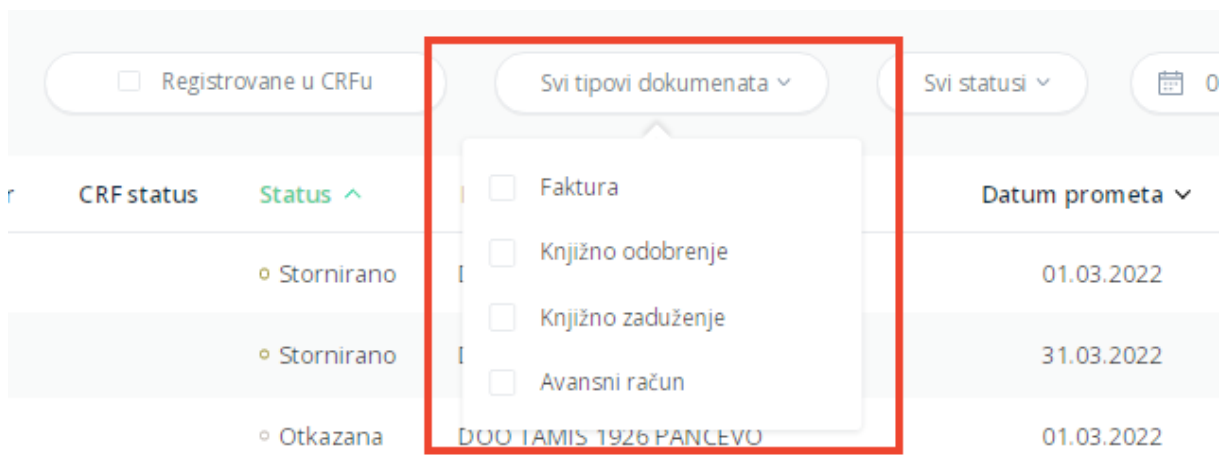 Registrovane u CRFu
Svi tipovi dokumenata
Svi statusi
CRF status
Status
Datum prometa
Faktura
Knjižno odobrenje
Stornirano
01.03.2022
Knjižno zaduženje
Stornirano
31.03.2022
Avansni račun
Otkazana
DOO TAMIS 1926 PANCEVO
01.03.2022